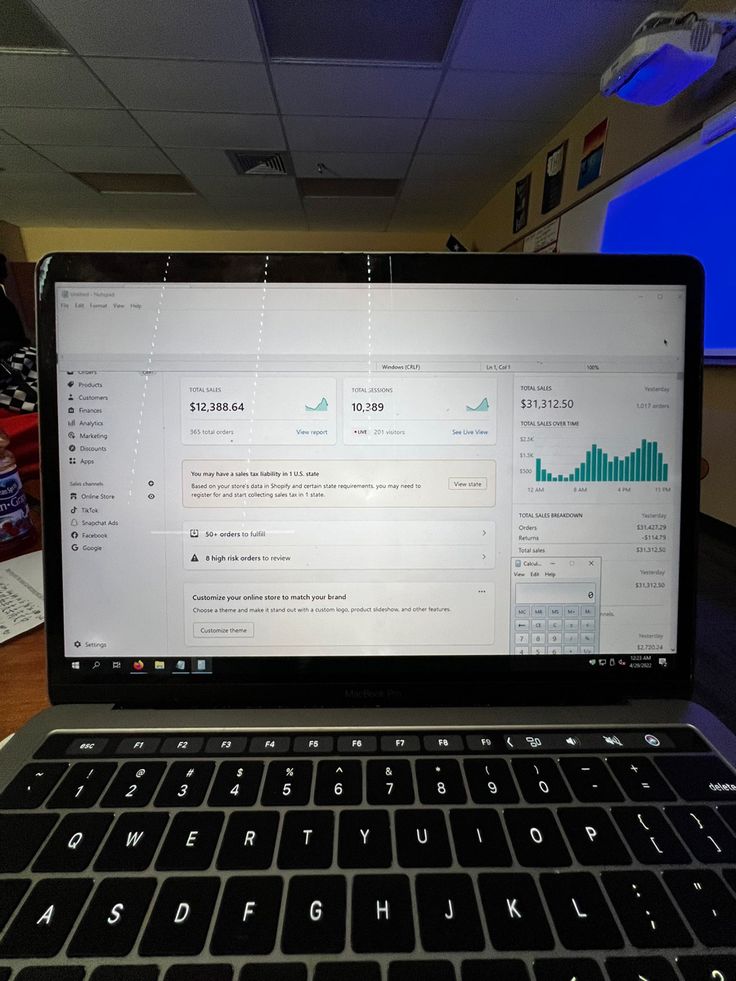 Untitled - Notepad
File Edit Format View Help
Windows (CRLF) Ln 1, Col 1 100%
Orders
Products
Customers
Finances
Analytics
Marketing
Discounts
Apps
Sales channels
Online Store
TikTok
Snapchat Ads
Facebook
Google
Settings
TOTAL SALES
$12,388.64
365 total orders View report
TOTAL SESSIONS
10,389
LIVE 201 visitors See Live View
You may have a sales tax liability in 1 U.S. state
Based on your store's data in Shopify and certain state requirements, you may need to
register for and start collecting sales tax in 1 state.
View state
50+ orders to fulfill
8 high risk orders to review
Customize your online store to match your brand
Choose a theme and make it stand out with a custom logo, product slideshow, and other features.
Customize theme
TOTAL SALES Yesterday
$31,312.50 1,017 orders
TOTAL SALES OVER TIME
$2.5K
$1.5K
$500
12 AM 8 AM 4 PM 11 PM
TOTAL SALES BREAKDOWN Yesterday
Orders $31,427.29
Returns -$114.79
Total sales $31,312.50
Yesterday
$31,312.50
Yesterday
$2,720.24
Calcul...
View Edit Help
0
MC MR MS M+ M-
← CE C ± √
7 8 9 / %
4 5 6 * 1/x
12:23 AM
4/29/2022
MacBook Pro
esc F1 F2 F3 F4 F5 F6 F7 F8 F9
~ ! @ # $ % ^ & * ( ) — +
1 2 3 4 5 6 7 8 9 0 - = delete
Q W E R T Y U I O P { [ } ]
A S D F G H J K L : ; " '